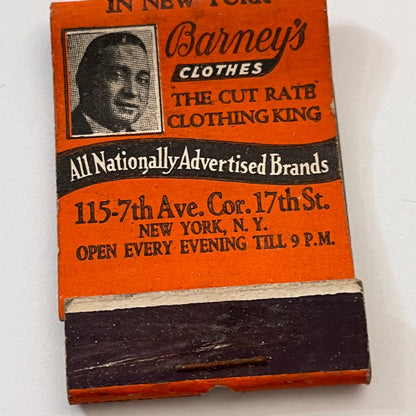 IN NEW YORK
Barney's
CLOTHES
"THE CUT RATE
CLOTHING KING
All Nationally Advertised Brands
115-7th Ave. Cor. 17th St.
NEW YORK, N. Y.
OPEN EVERY EVENING TILL 9 P.M.